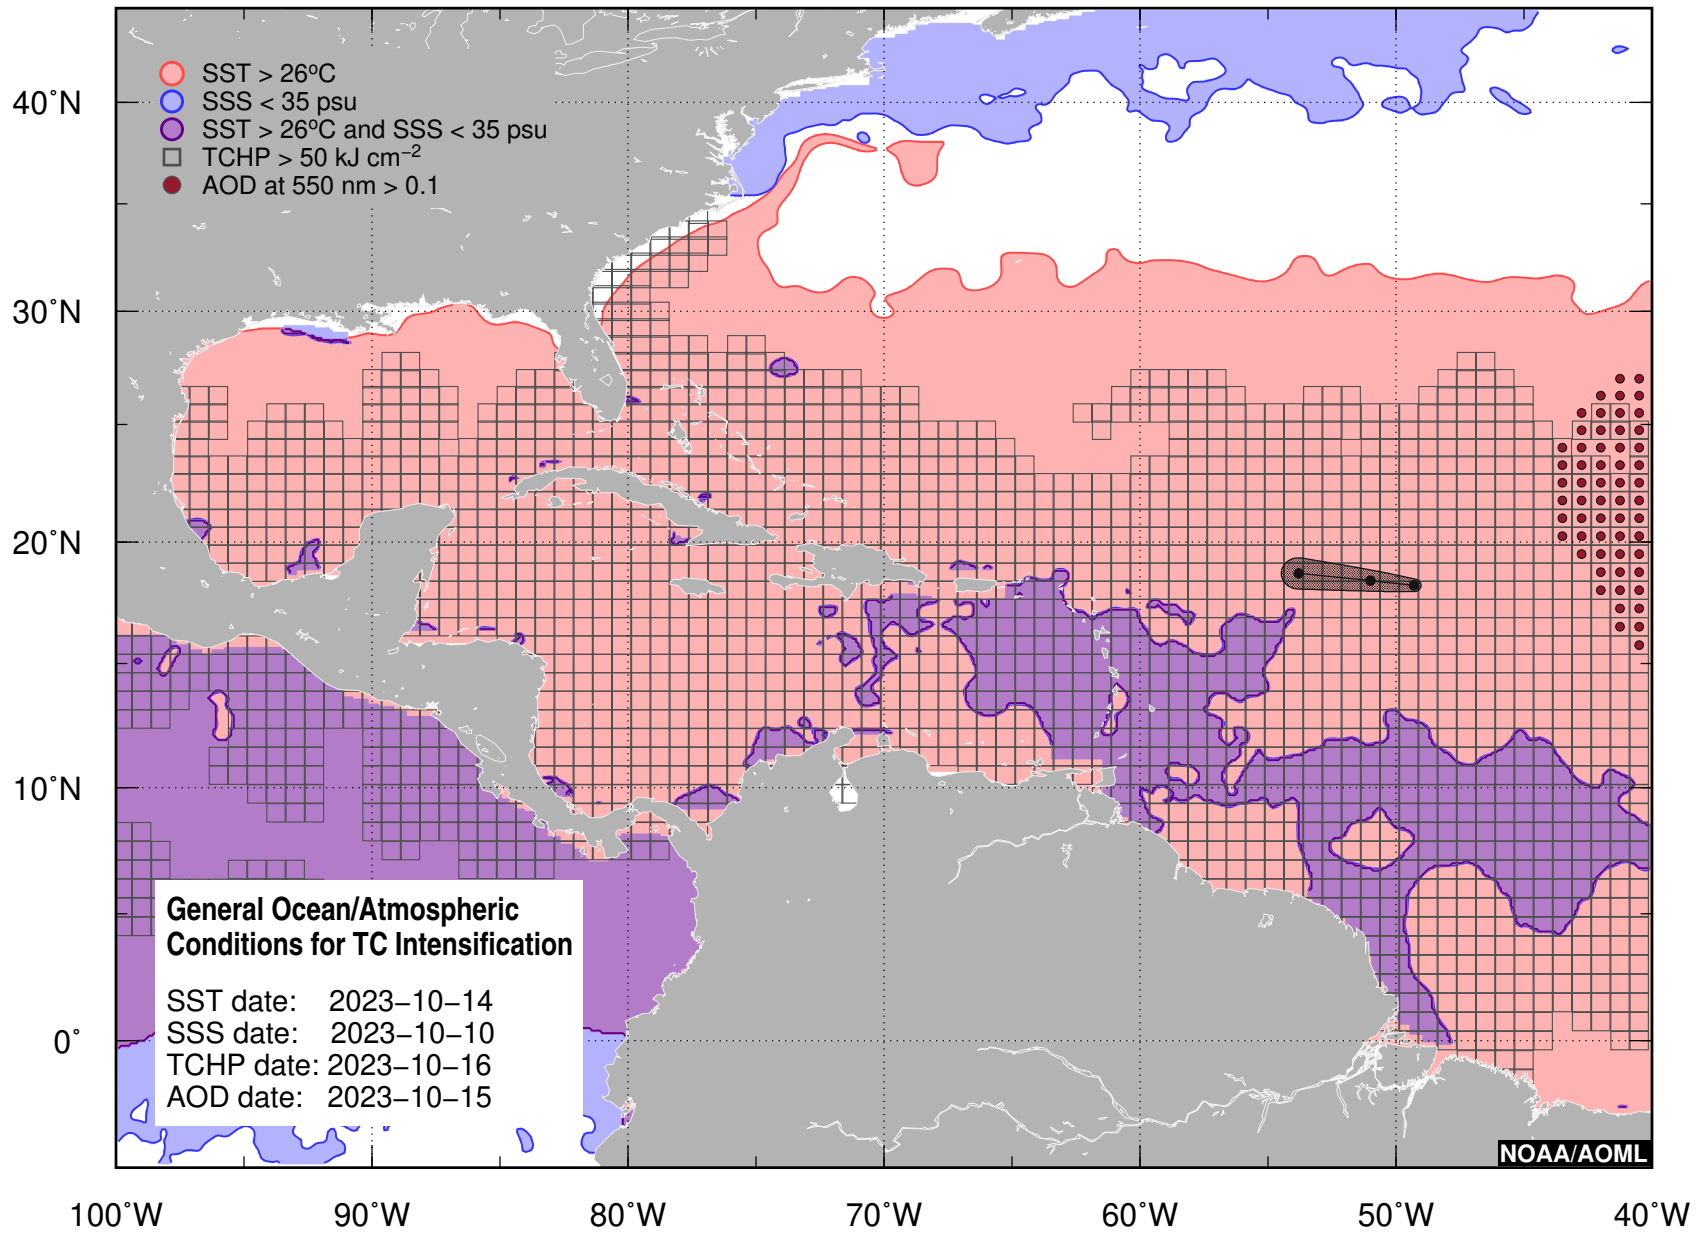 SST > 26°C
SSS < 35 psu
SST > 26°C and SSS < 35 psu
TCHP > 50 kJ cm−2
AOD at 550 nm > 0.1
40°N
30°N
20°N
10°N
0°
General Ocean/Atmospheric
Conditions for TC Intensification
SST date: 2023−10−14
SSS date: 2023−10−10
TCHP date: 2023−10−16
AOD date: 2023−10−15
NOAA/AOML
100°W 90°W 80°W 70°W 60°W 50°W 40°W